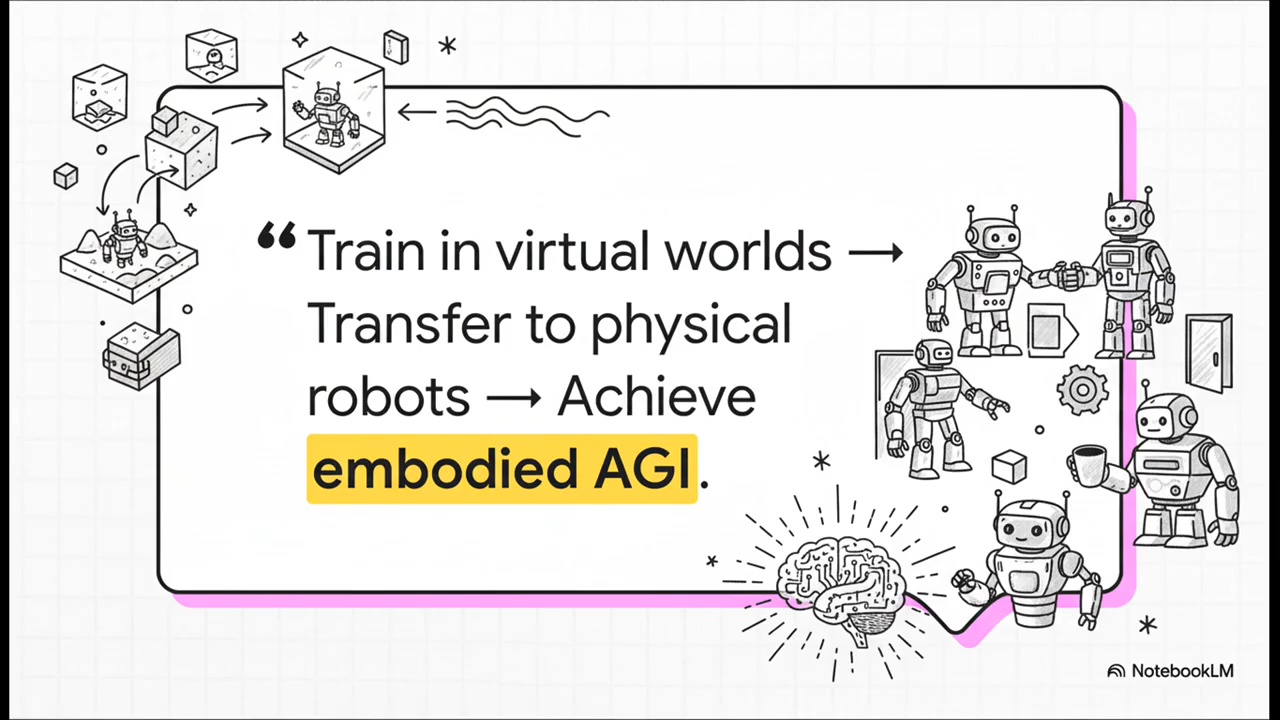 “Train in virtual worlds →
Transfer to physical
robots → Achieve
embodied AGI.
NotebookLM